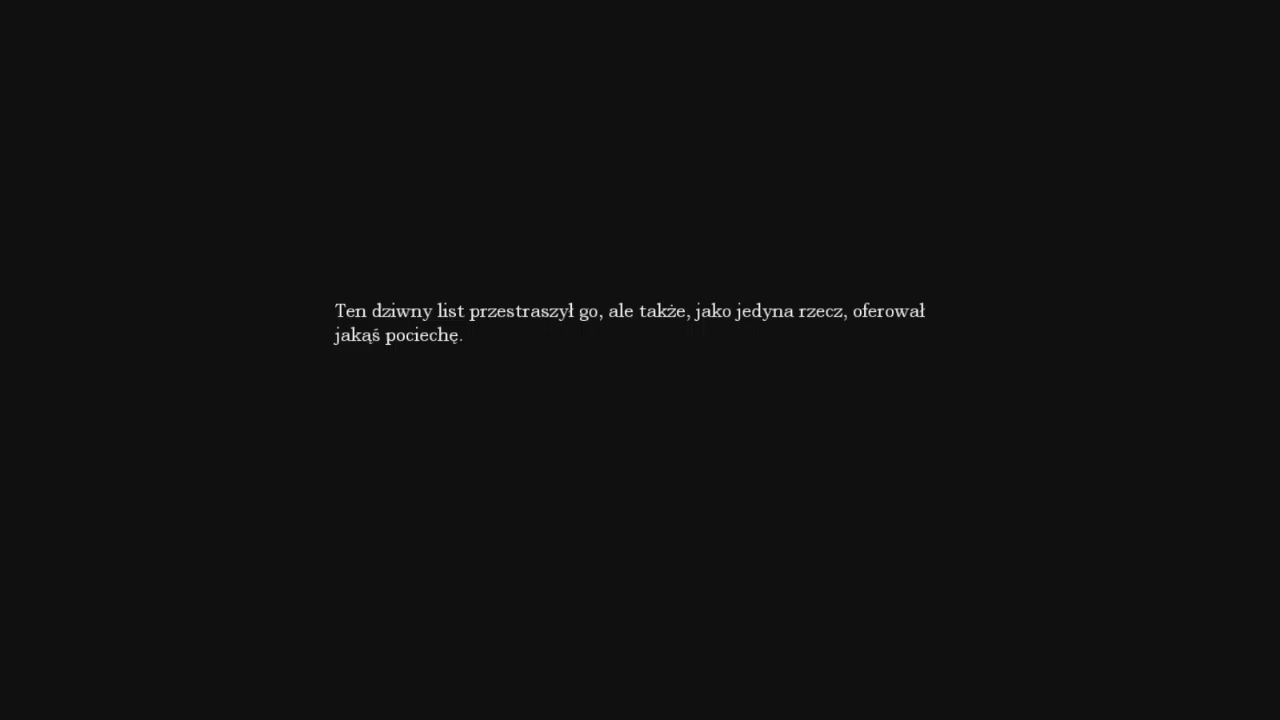 Ten dziwny list przestraszył go, ale także, jako jedyna rzecz, oferował
jakąś pociechę.